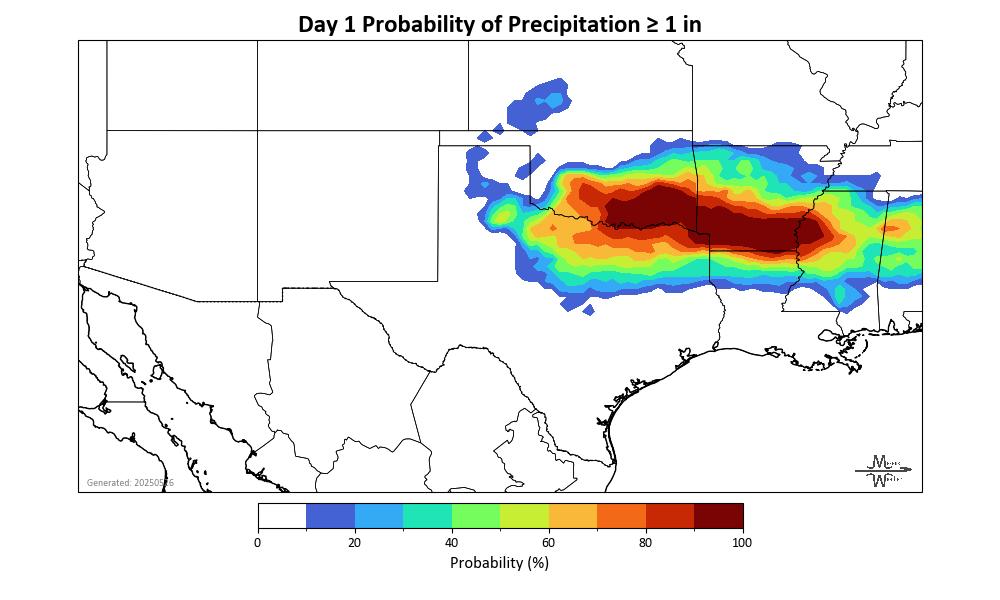 Day 1 Probability of Precipitation ≥ 1 in
Generated: 20250526
0 20 40 60 80 100
Probability (%)